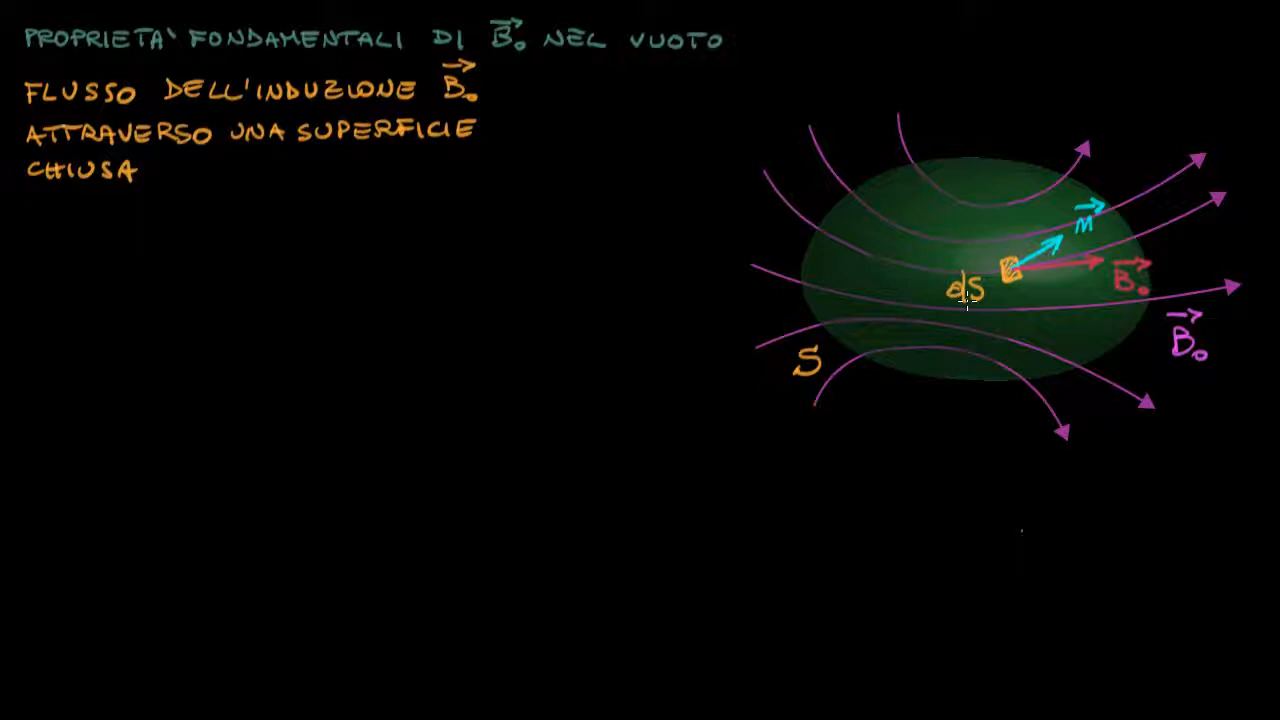 PROPRIETA' FONDAMENTALI DI B₀ NEL VUOTO
FLUSSO DELL'INDUZIONE B₀
ATTRAVERSO UNA SUPERFICIE
CHIUSA
n
B₀
dS
B₀
S